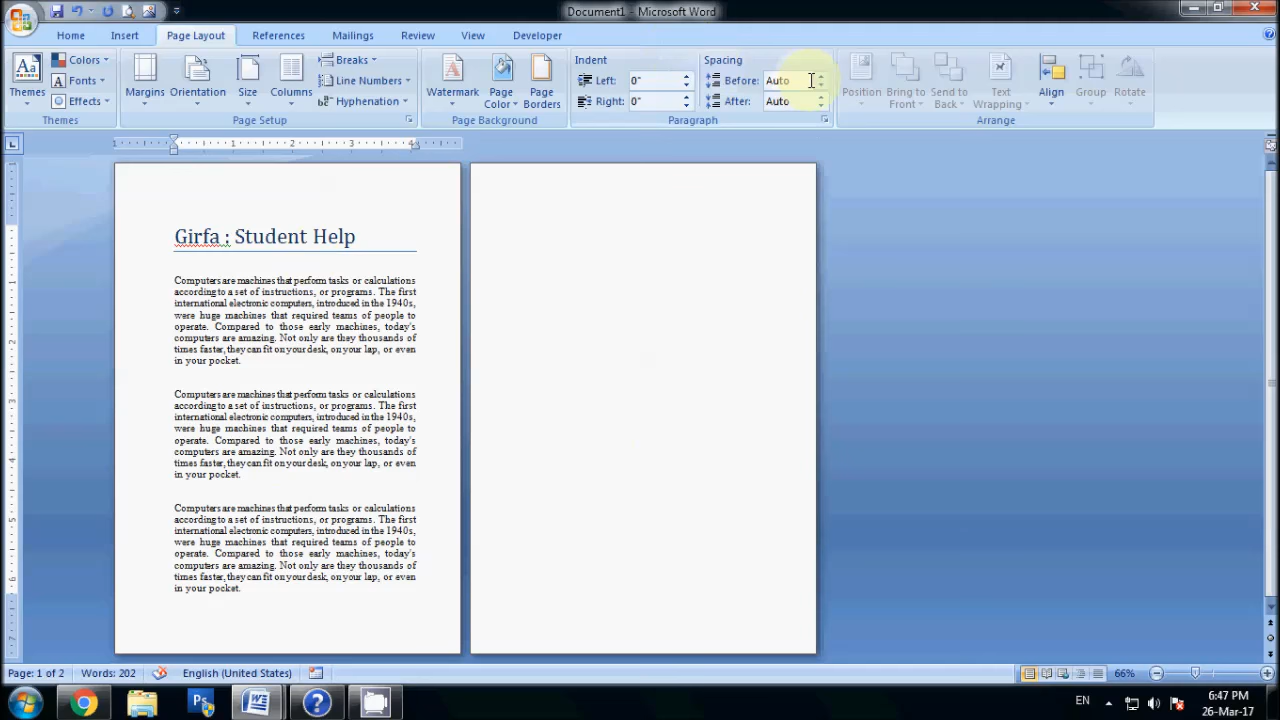 Document1 - Microsoft Word
Home Insert Page Layout References Mailings Review View Developer
Themes Colors Fonts Effects Themes
Margins Orientation Size Columns Breaks Line Numbers Hyphenation Page Setup
Watermark Page Color Page Borders Page Background
Indent Left: 0" Right: 0" Spacing Before: Auto After: Auto Paragraph
Position Bring to Front Send to Back Text Wrapping Align Group Rotate Arrange
1 1 2 3 4
Girfa : Student Help
Computers are machines that perform tasks or calculations
according to a set of instructions, or programs. The first
international electronic computers, introduced in the 1940s,
were huge machines that required teams of people to
operate. Compared to those early machines, today's
computers are amazing. Not only are they thousands of
times faster, they can fit on your desk, on your lap, or even
in your pocket.
Computers are machines that perform tasks or calculations
according to a set of instructions, or programs. The first
international electronic computers, introduced in the 1940s,
were huge machines that required teams of people to
operate. Compared to those early machines, today's
computers are amazing. Not only are they thousands of
times faster, they can fit on your desk, on your lap, or even
in your pocket.
Computers are machines that perform tasks or calculations
according to a set of instructions, or programs. The first
international electronic computers, introduced in the 1940s,
were huge machines that required teams of people to
operate. Compared to those early machines, today's
computers are amazing. Not only are they thousands of
times faster, they can fit on your desk, on your lap, or even
in your pocket.
Page: 1 of 2 Words: 202 English (United States) 66%
EN 6:47 PM
26-Mar-17